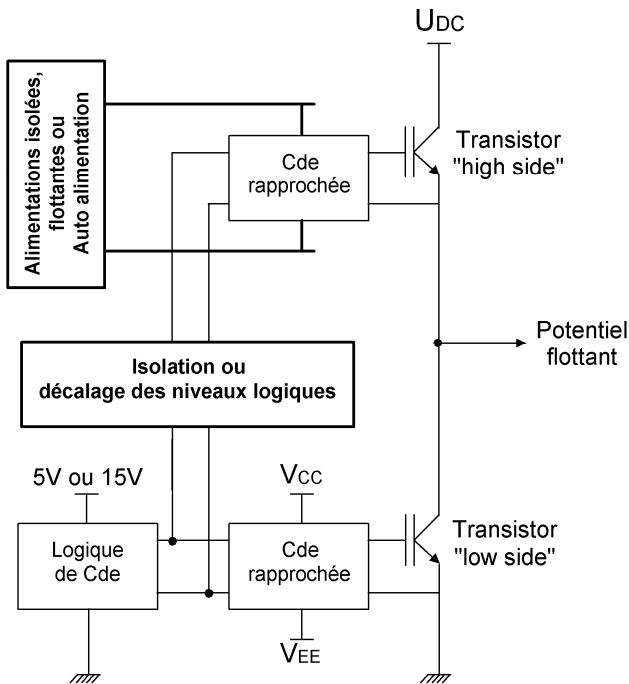 UDC
Alimentations isolées,
flottantes ou
Auto alimentation
Cde
rapprochée
Transistor
"high side"
Potentiel
flottant
Isolation ou
décalage des niveaux logiques
5V ou 15V
VCC
Logique
de Cde
Cde
rapprochée
Transistor
"low side"
VEE